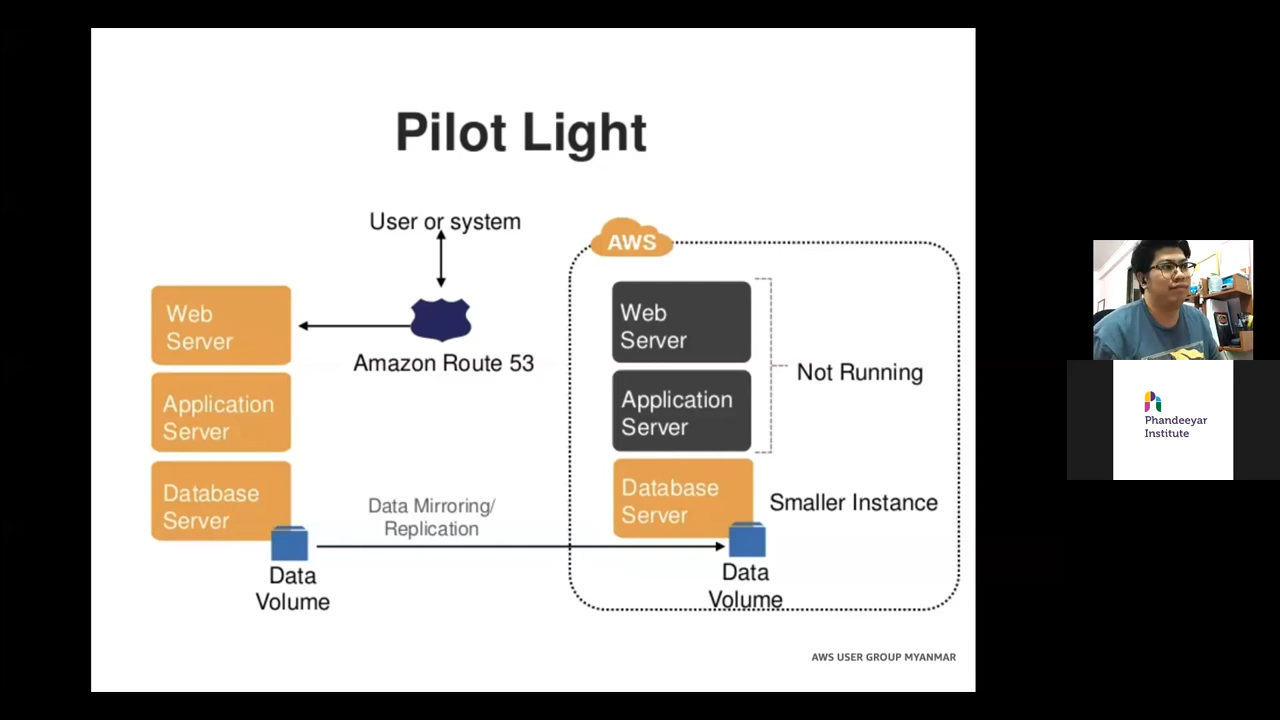 Pilot Light
User or system
AWS
Web
Server
Amazon Route 53
Application
Server
Database
Server
Data Mirroring/
Replication
Data
Volume
Web
Server
Application
Server
Not Running
Database
Server
Smaller Instance
Data
Volume
AWS USER GROUP MYANMAR
Phandeeyar
Institute